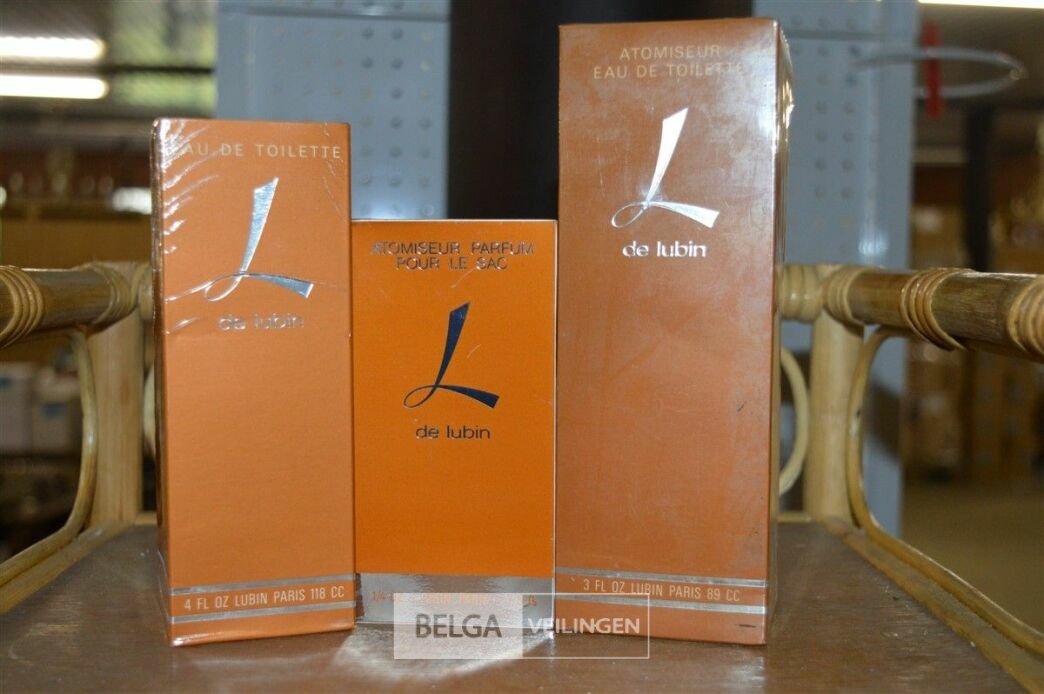 EAU DE TOILETTE
L
de lubin
4 FL OZ LUBIN PARIS 118 CC
ATOMISEUR PARFUM
POUR LE SAC
L
de lubin
ATOMISEUR
EAU DE TOILETTE
L
de lubin
3 FL OZ LUBIN PARIS 89 CC
BELGA VEILINGEN